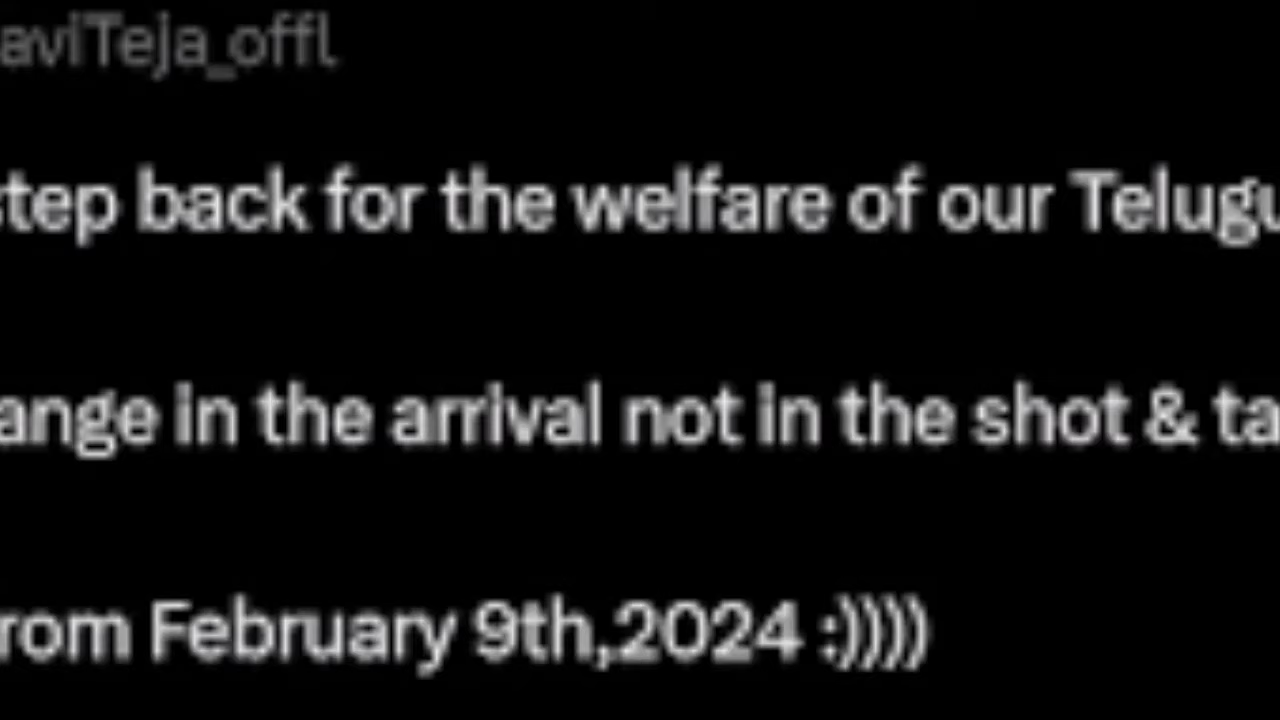 aviTeja_offl
step back for the welfare of our Telugu
ange in the arrival not in the shot & ta
rom February 9th,2024 :))))